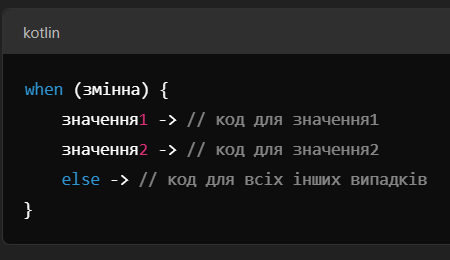 kotlin
when (змінна) {
    значення1 -> // код для значення1
    значення2 -> // код для значення2
    else -> // код для всіх інших випадків
}